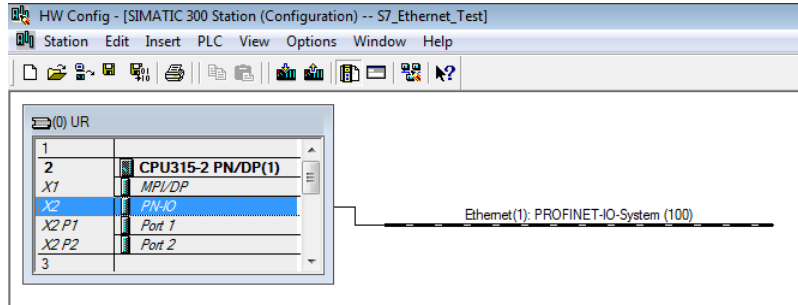 HW Config - [SIMATIC 300 Station (Configuration) -- S7_Ethernet_Test]
Station Edit Insert PLC View Options Window Help
(0) UR
1
2 CPU315-2 PN/DP(1)
X1 MPI/DP
X2 PN-IO
X2 P1 Port 1
X2 P2 Port 2
3
Ethernet(1): PROFINET-IO-System (100)